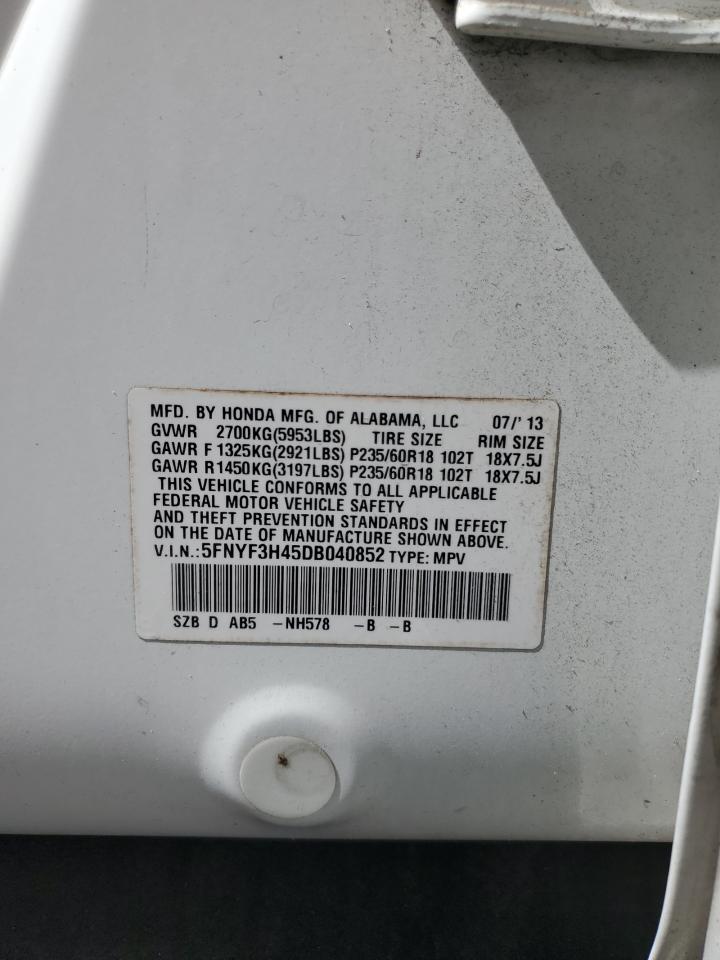 MFD. BY HONDA MFG. OF ALABAMA, LLC 07/'13
GVWR 2700KG(5953LBS) TIRE SIZE RIM SIZE
GAWR F 1325KG(2921LBS) P235/60R18 102T 18X7.5J
GAWR R 1450KG(3197LBS) P235/60R18 102T 18X7.5J
THIS VEHICLE CONFORMS TO ALL APPLICABLE
FEDERAL MOTOR VEHICLE SAFETY
AND THEFT PREVENTION STANDARDS IN EFFECT
ON THE DATE OF MANUFACTURE SHOWN ABOVE.
V.I.N.: 5FNYF3H45DB040852 TYPE: MPV
SZB D AB5 -NH578 -B -B